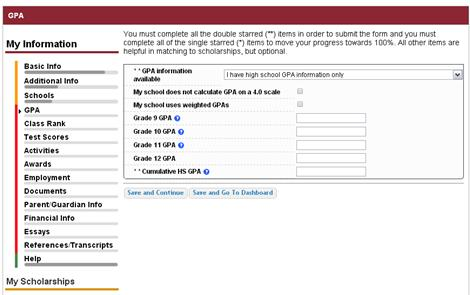 GPA
My Information
Basic Info
Additional Info
Schools
GPA
Class Rank
Test Scores
Activities
Awards
Employment
Documents
Parent/Guardian Info
Financial Info
Essays
References/Transcripts
Help
My Scholarships
You must complete all the double starred (**) items in order to submit the form and you must
complete all of the single starred (*) items to move your progress towards 100%. All other items are
helpful in matching to scholarships, but optional.
**GPA information
available
I have high school GPA information only
My school does not calculate GPA on a 4.0 scale
My school uses weighted GPAs
Grade 9 GPA ?
Grade 10 GPA ?
Grade 11 GPA ?
Grade 12 GPA
**Cumulative HS GPA ?
Save and Continue Save and Go To Dashboard